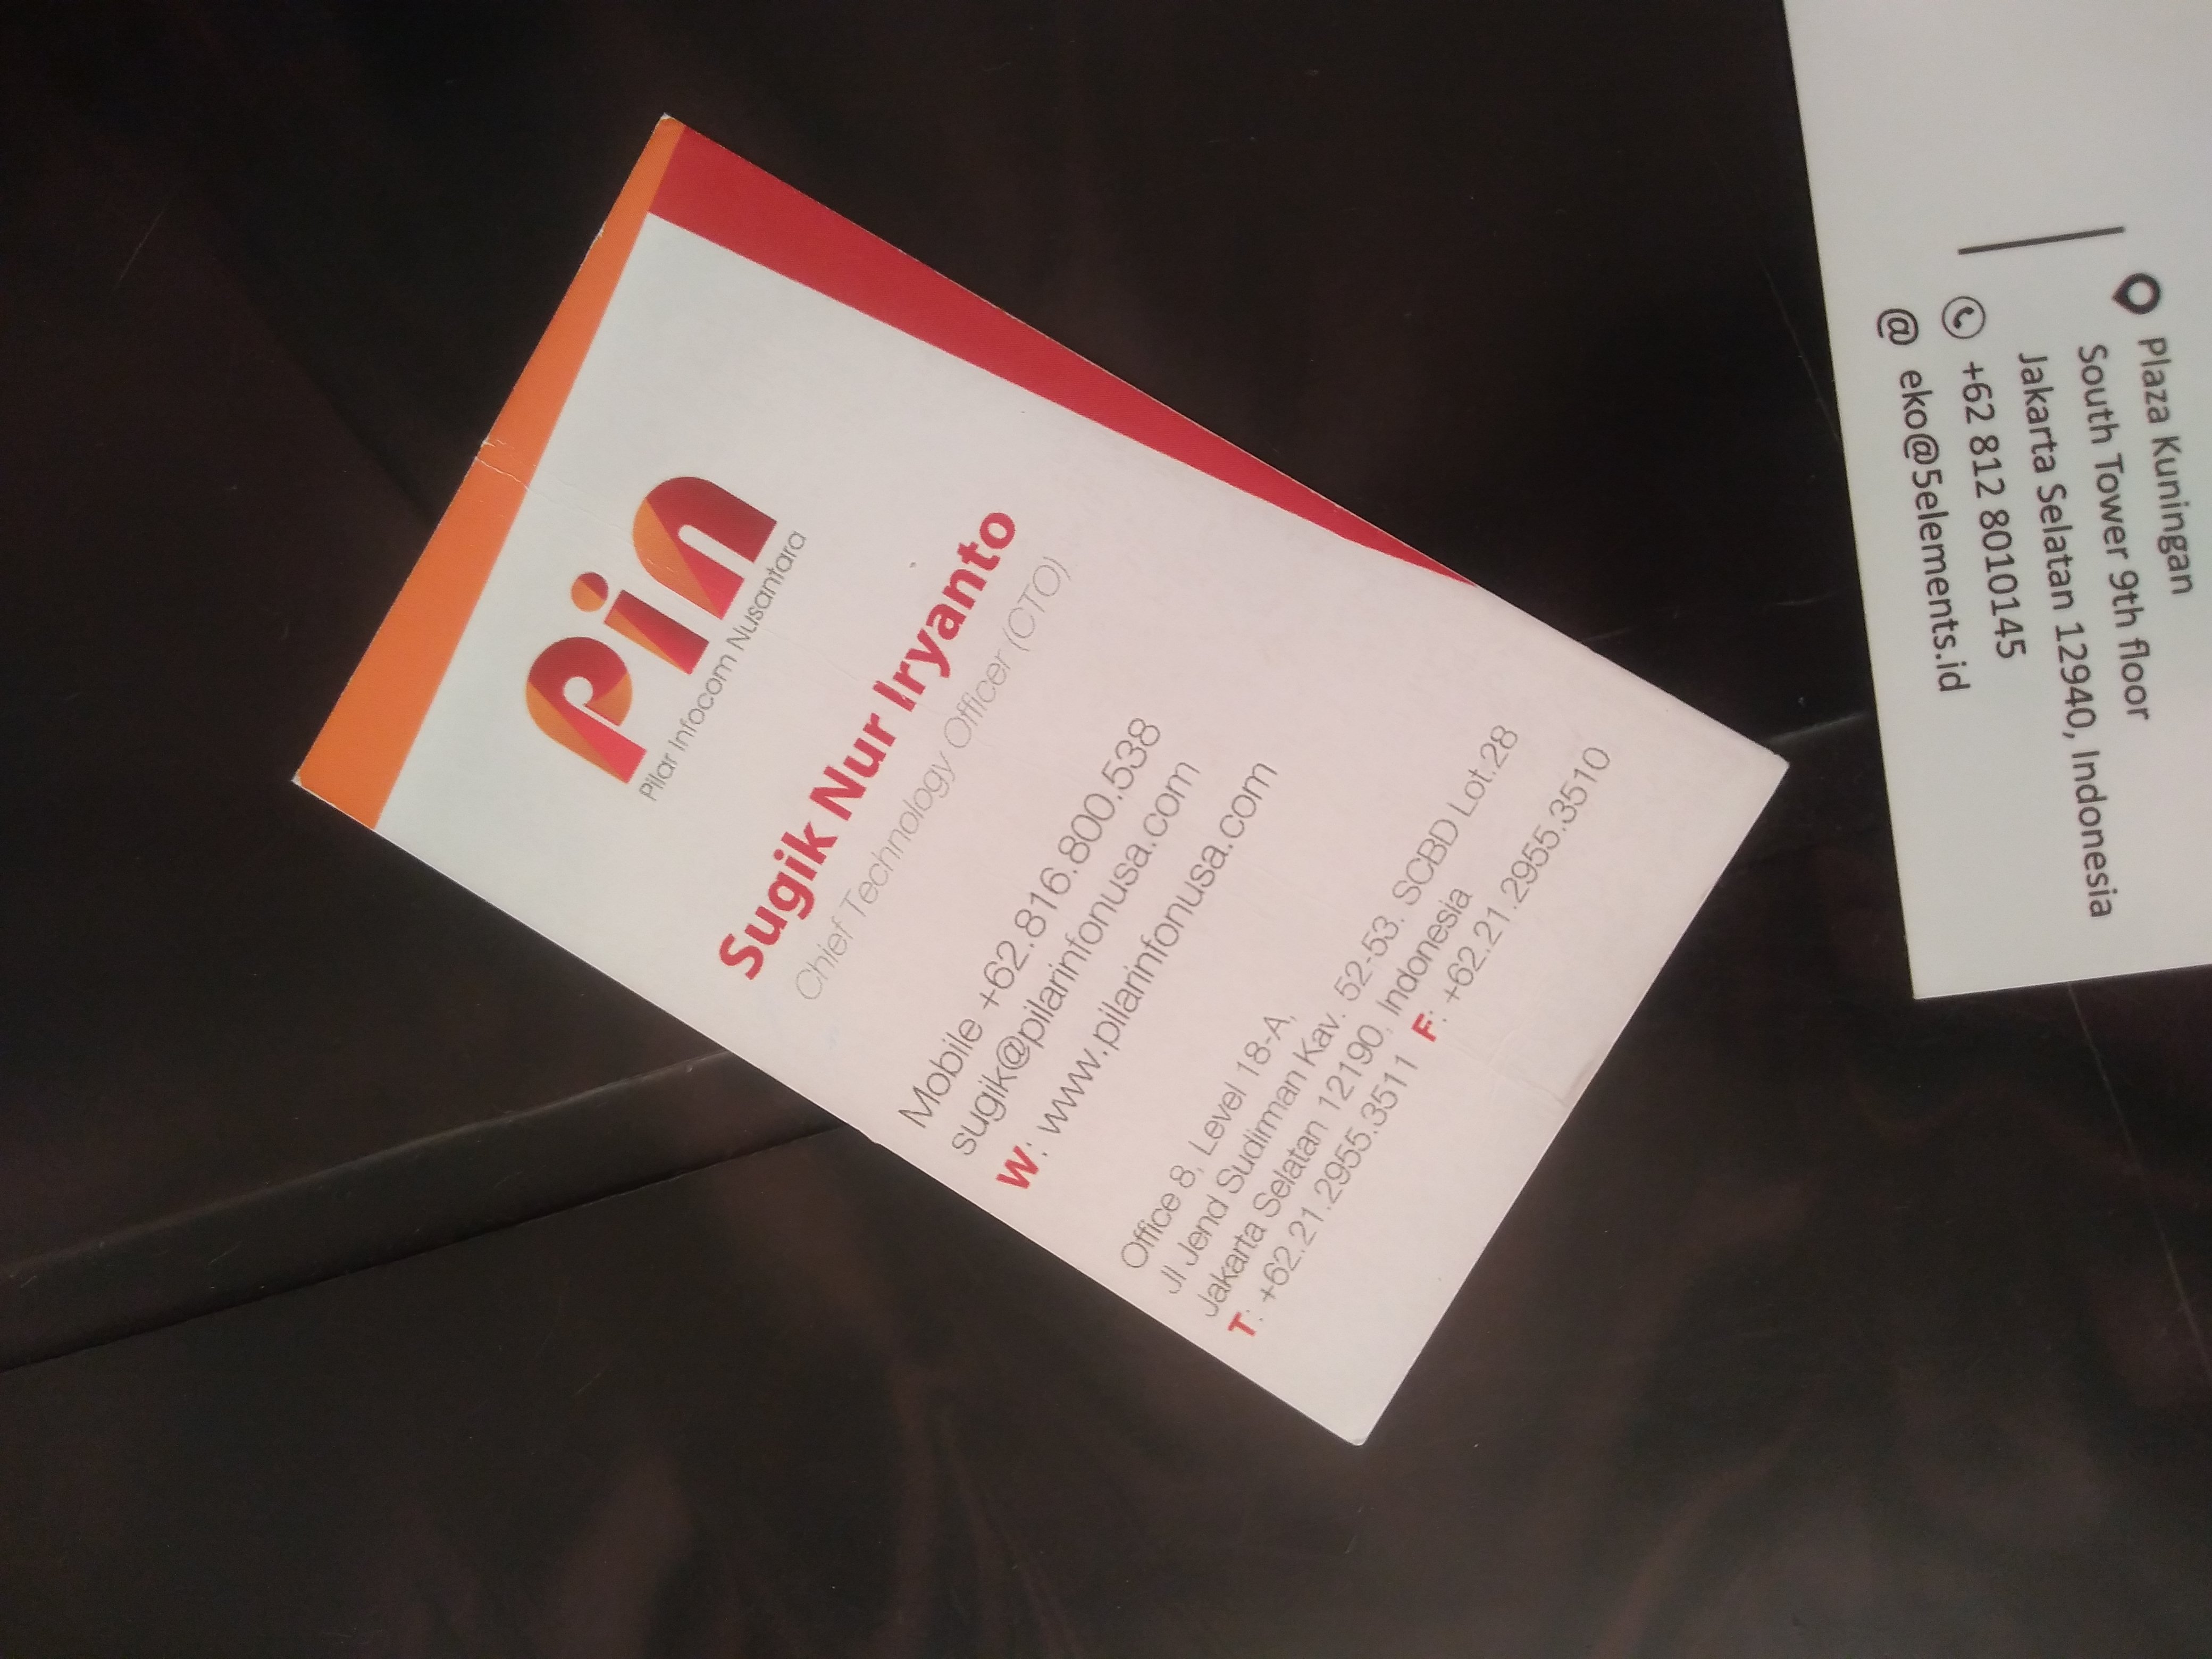 pin
Pilar Infocom Nusantara
Sugik Nur Iryanto
Chief Technology Officer (CTO)
Mobile +62.816.800.538
sugik@pilarinfonusa.com
W: www.pilarinfonusa.com
Office 8, Level 18-A,
Jl Jend Sudirman Kav. 52-53. SCBD Lot.28
Jakarta Selatan 12190, Indonesia
T: +62.21.2955.3511 F: +62.21.2955.3510
Plaza Kuningan
South Tower 9th floor
Jakarta Selatan 12940, Indonesia
+62 812 8010145
@ eko@5elements.id